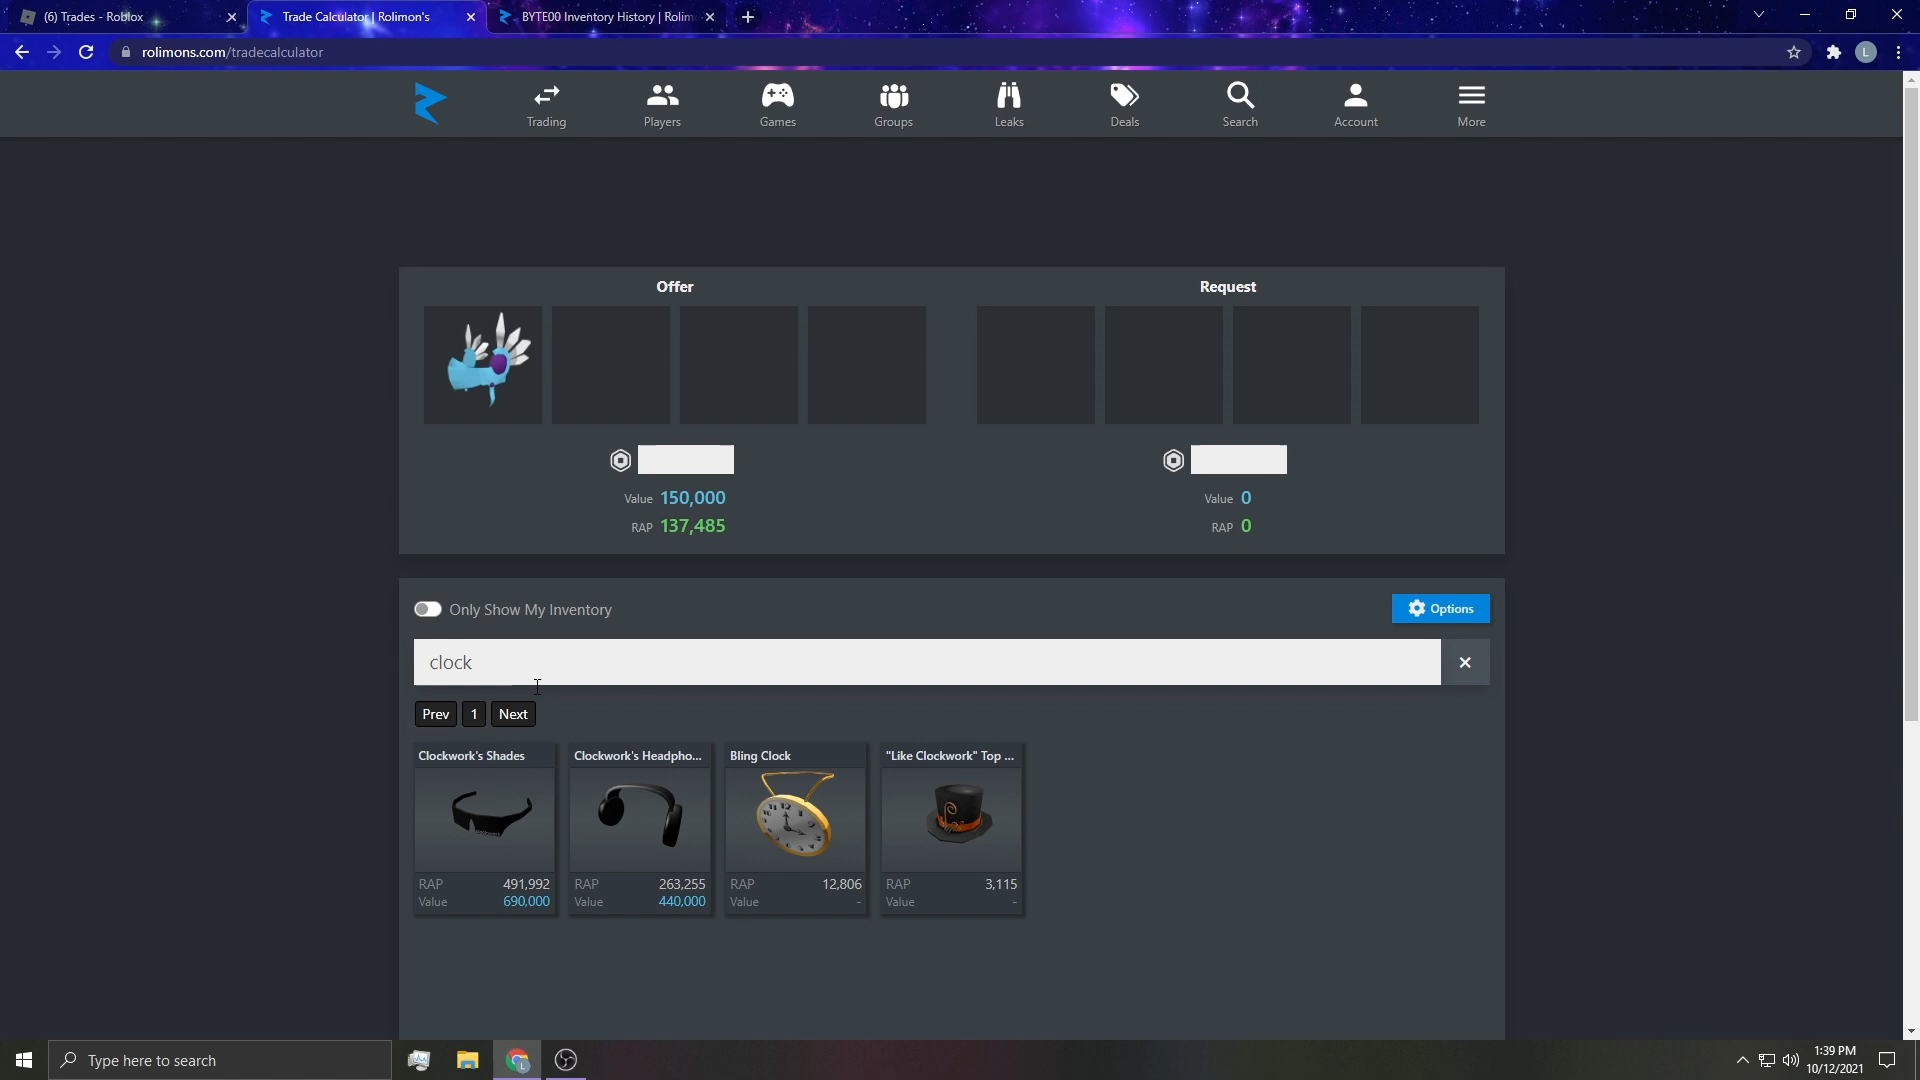 (6) Trades - Roblox
Trade Calculator | Rolimon's
BYTE00 Inventory History | Rolim
rolimons.com/tradecalculator
L
Trading
Players
Games
Groups
Leaks
Deals
Search
Account
More
Offer
Request
Value 150,000
RAP 137,485
Value 0
RAP 0
Only Show My Inventory
Options
clock
Prev 1 Next
Clockwork's Shades
RAP 491,992
Value 690,000
Clockwork's Headpho...
RAP 263,255
Value 440,000
Bling Clock
RAP 12,806
Value -
"Like Clockwork" Top ...
RAP 3,115
Value -
Type here to search
1:39 PM
10/12/2021